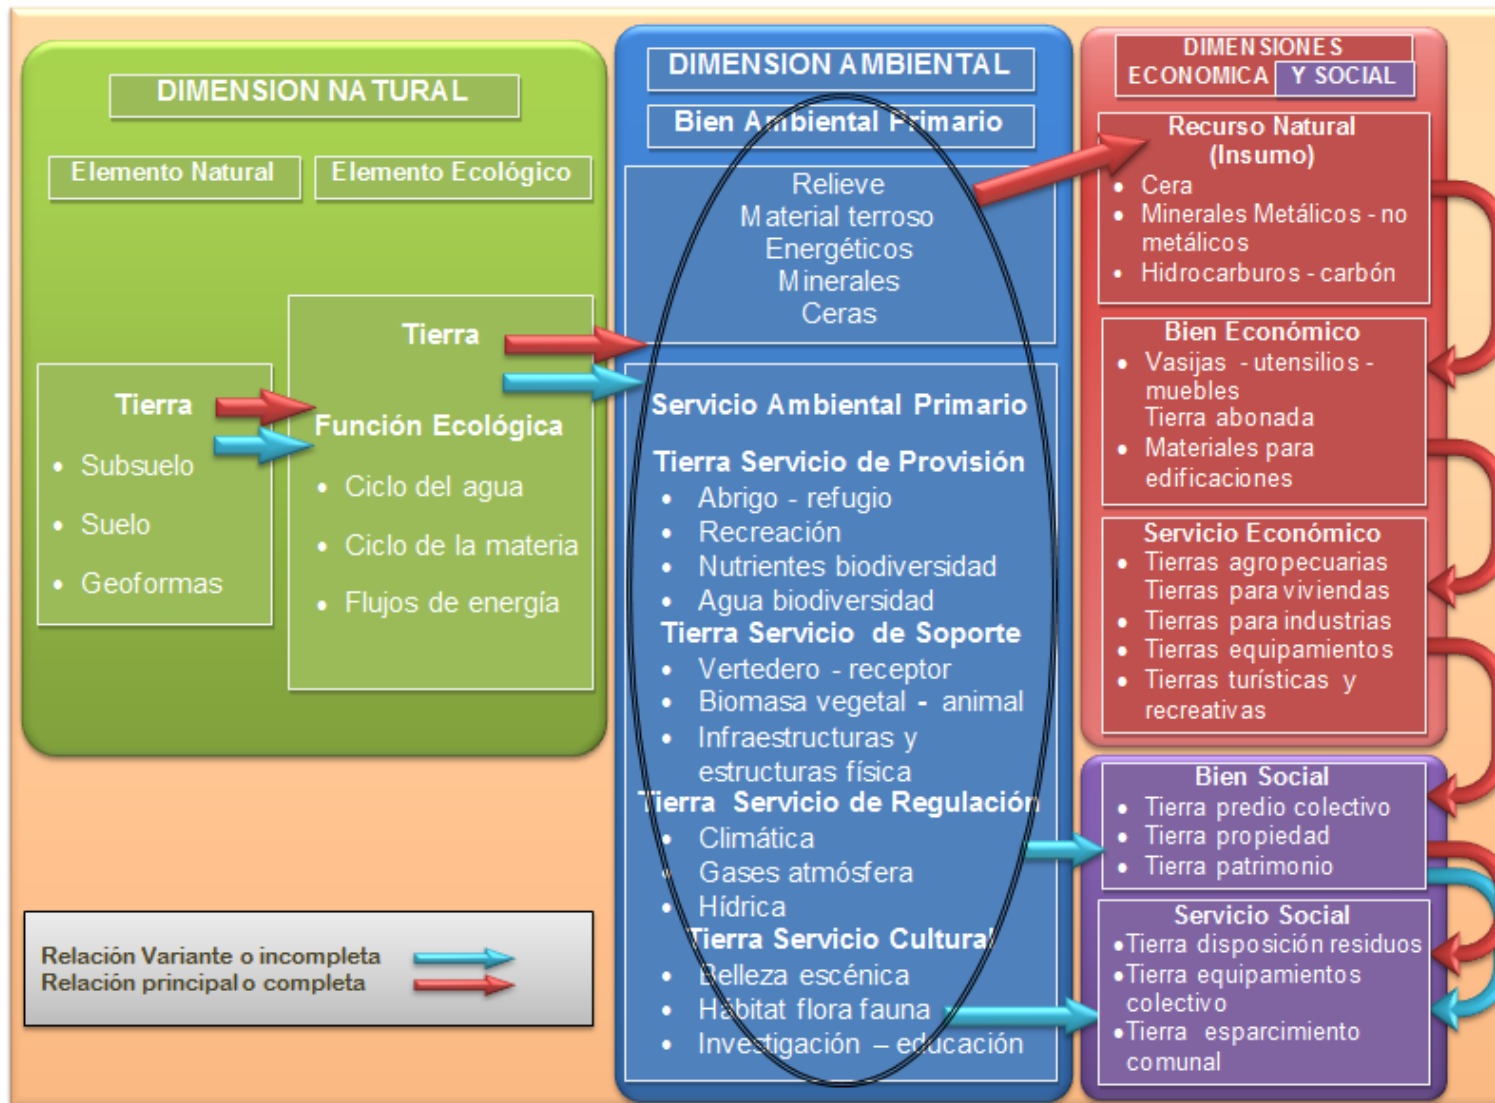 DIMENSION NATURAL
Elemento Natural
Elemento Ecológico
Tierra
• Subsuelo
• Suelo
• Geoformas
Tierra
Función Ecológica
• Ciclo del agua
• Ciclo de la materia
• Flujos de energía
Relación Variante o incompleta
Relación principal o completa
DIMENSION AMBIENTAL
Bien Ambiental Primario
Relieve
Material terroso
Energéticos
Minerales
Ceras
Servicio Ambiental Primario
Tierra Servicio de Provisión
• Abrigo - refugio
• Recreación
• Nutrientes biodiversidad
• Agua biodiversidad
Tierra Servicio de Soporte
• Vertedero - receptor
• Biomasa vegetal - animal
• Infraestructuras y
estructuras física
Tierra Servicio de Regulación
• Climática
• Gases atmósfera
• Hídrica
Tierra Servicio Cultural
• Belleza escénica
• Hábitat flora fauna
• Investigación – educación
DIMENSIONES
ECONOMICA Y SOCIAL
Recurso Natural
(Insumo)
• Cera
• Minerales Metálicos - no
metálicos
• Hidrocarburos - carbón
Bien Económico
• Vasijas - utensilios -
muebles
Tierra abonada
• Materiales para
edificaciones
Servicio Económico
• Tierras agropecuarias
Tierras para viviendas
• Tierras para industrias
• Tierras equipamientos
• Tierras turísticas y
recreativas
Bien Social
• Tierra predio colectivo
• Tierra propiedad
• Tierra patrimonio
Servicio Social
•Tierra disposición residuos
•Tierra equipamientos
colectivo
•Tierra esparcimiento
comunal